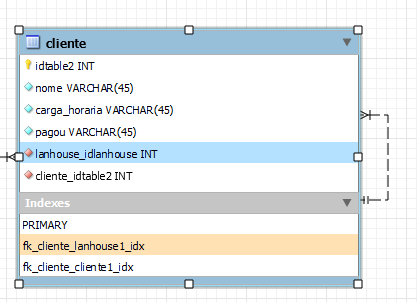 cliente
idtable2 INT
nome VARCHAR(45)
carga_horaria VARCHAR(45)
pagou VARCHAR(45)
lanhouse_idlanhouse INT
cliente_idtable2 INT
Indexes
PRIMARY
fk_cliente_lanhouse1_idx
fk_cliente_cliente1_idx